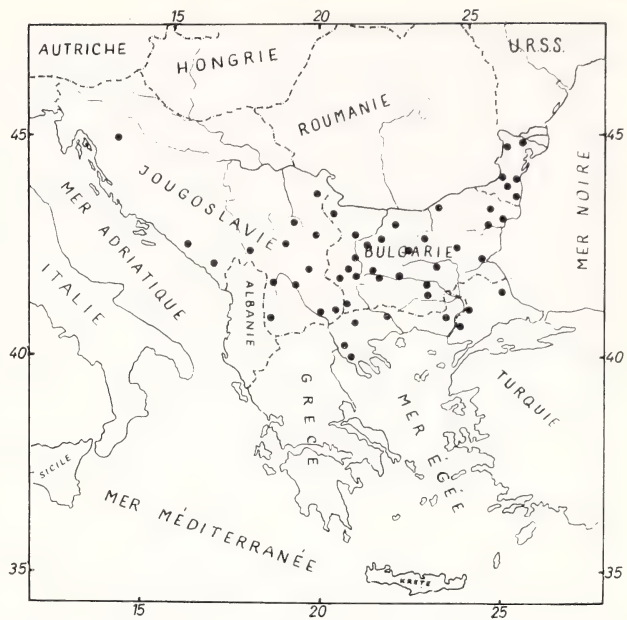 15 20 25
AUTRICHE
HONGRIE
U.R.S.S.
ROUMANIE
45 45
JOUGOSLAVIE
MER ADRIATIQUE
MER NOIRE
BULGARIE
ITALIE
ALBANIE
40 40
GRECE
MER ÉGÉE
TURQUIE
SICILE
MER MÉDITERRANÉE
35 35
KRETE
15 20 25